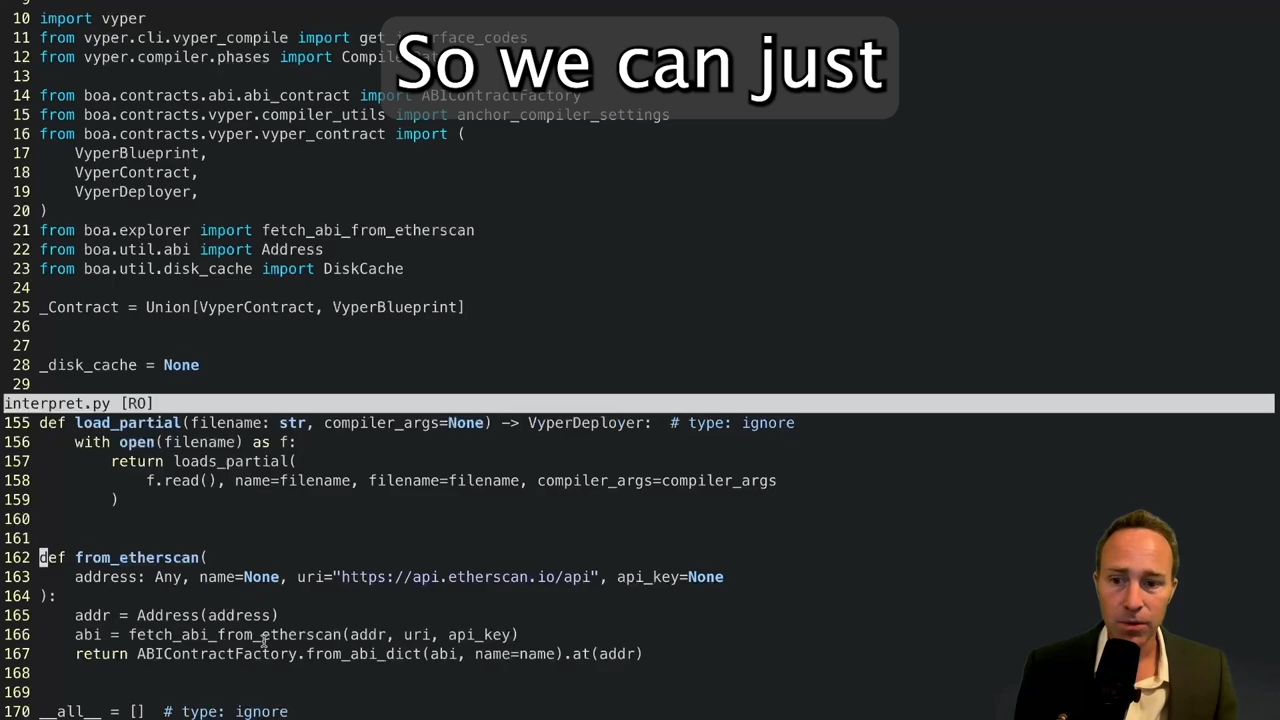 So we can just
10 import vyper
11 from vyper.cli.vyper_compile import get_interface_codes
12 from vyper.compiler.phases import
13
14 from boa.contracts.abi.abi_contract import ABIContractFactory
15 from boa.contracts.vyper.compiler_utils import anchor_compiler_settings
16 from boa.contracts.vyper.vyper_contract import (
17 VyperBlueprint,
18 VyperContract,
19 VyperDeployer,
20 )
21 from boa.explorer import fetch_abi_from_etherscan
22 from boa.util.abi import Address
23 from boa.util.disk_cache import DiskCache
24
25 _Contract = Union[VyperContract, VyperBlueprint]
26
27
28 _disk_cache = None
29
interpret.py [RO]
155 def load_partial(filename: str, compiler_args=None) -> VyperDeployer:  # type: ignore
156 with open(filename) as f:
157 return loads_partial(
158 f.read(), name=filename, filename=filename, compiler_args=compiler_args
159 )
160
161
162 def from_etherscan(
163 address: Any, name=None, uri="https://api.etherscan.io/api", api_key=None
164 ):
165 addr = Address(address)
166 abi = fetch_abi_from_etherscan(addr, uri, api_key)
167 return ABIContractFactory.from_abi_dict(abi, name=name).at(addr)
168
169
170 __all__ = []  # type: ignore